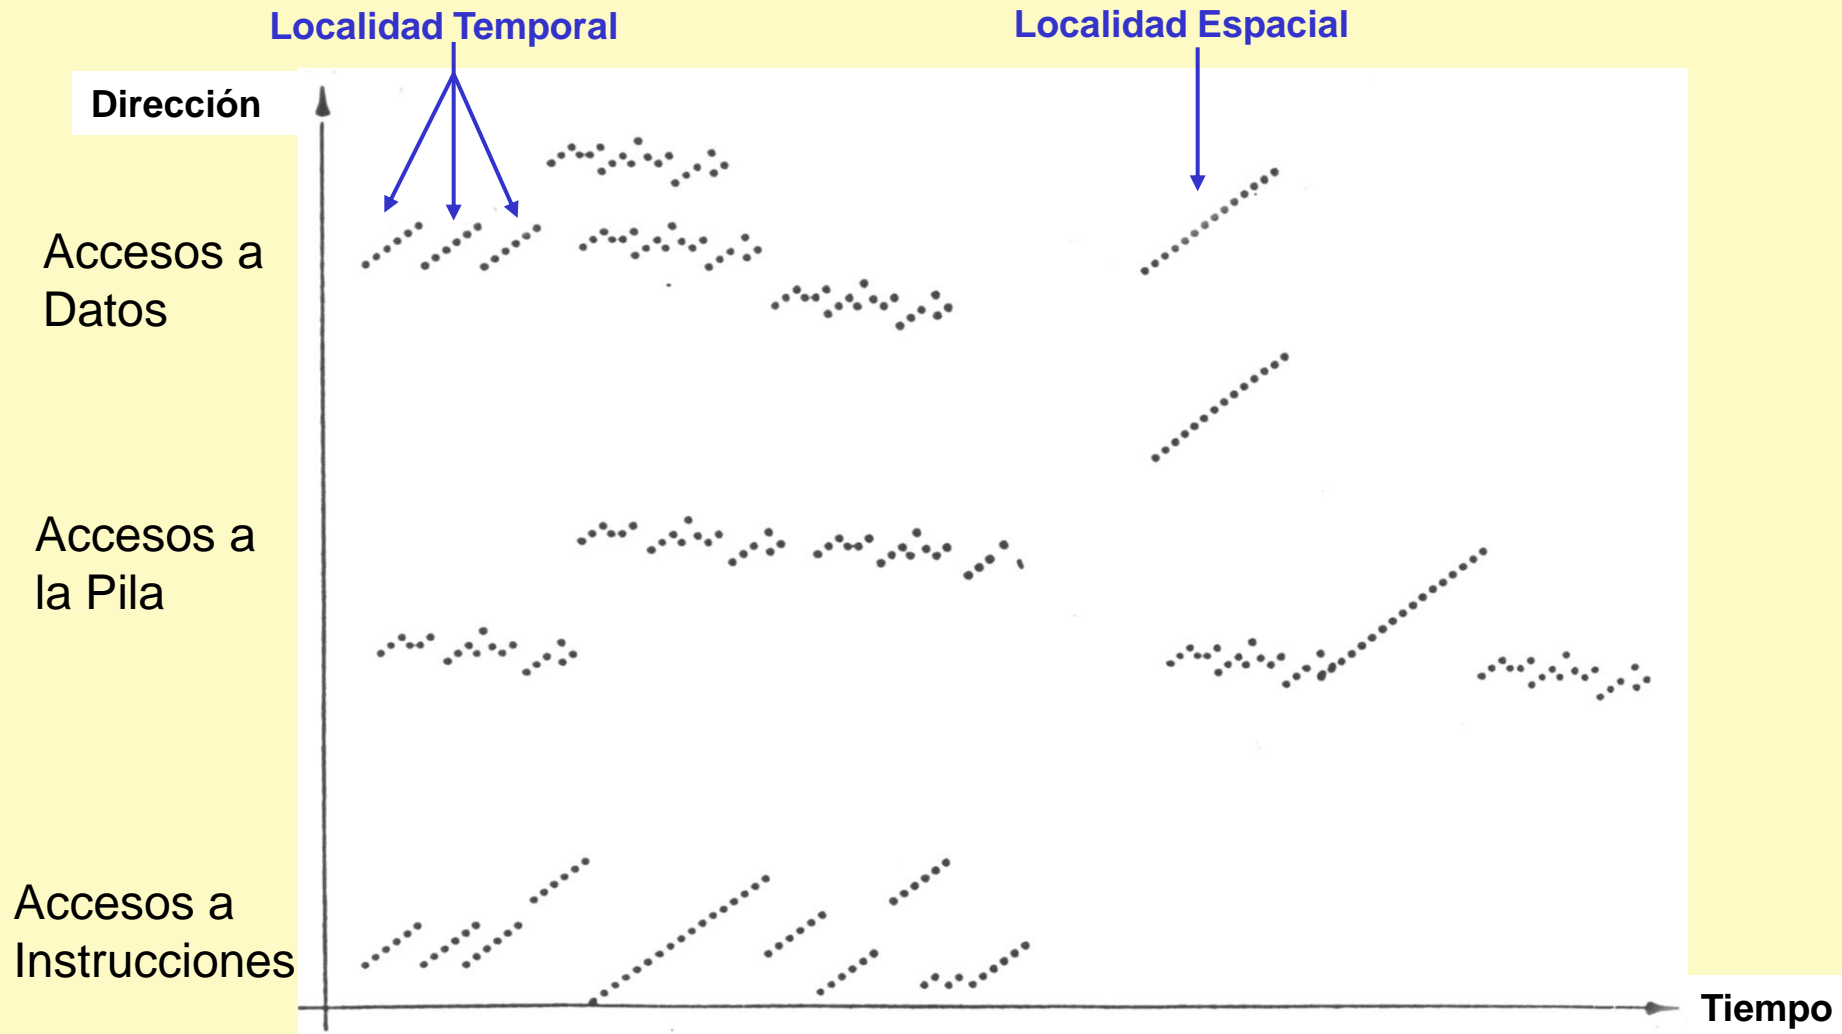 Localidad Temporal
Localidad Espacial
Dirección
Accesos a
Datos
Accesos a
la Pila
Accesos a
Instrucciones
Tiempo